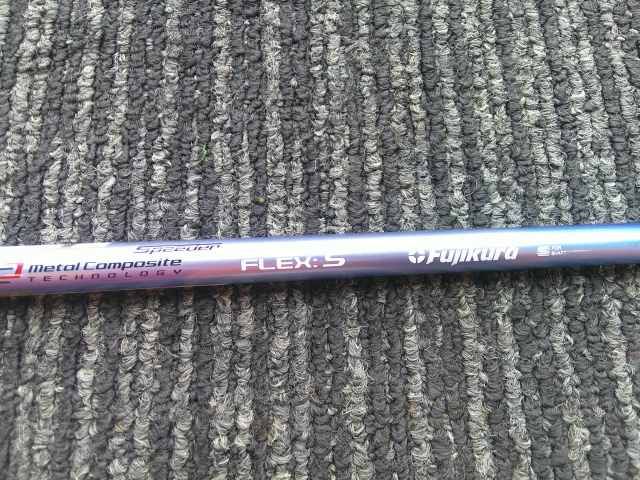 Speeder
Metal Composite
TECHNOLOGY
FLEX: S
Fujikura